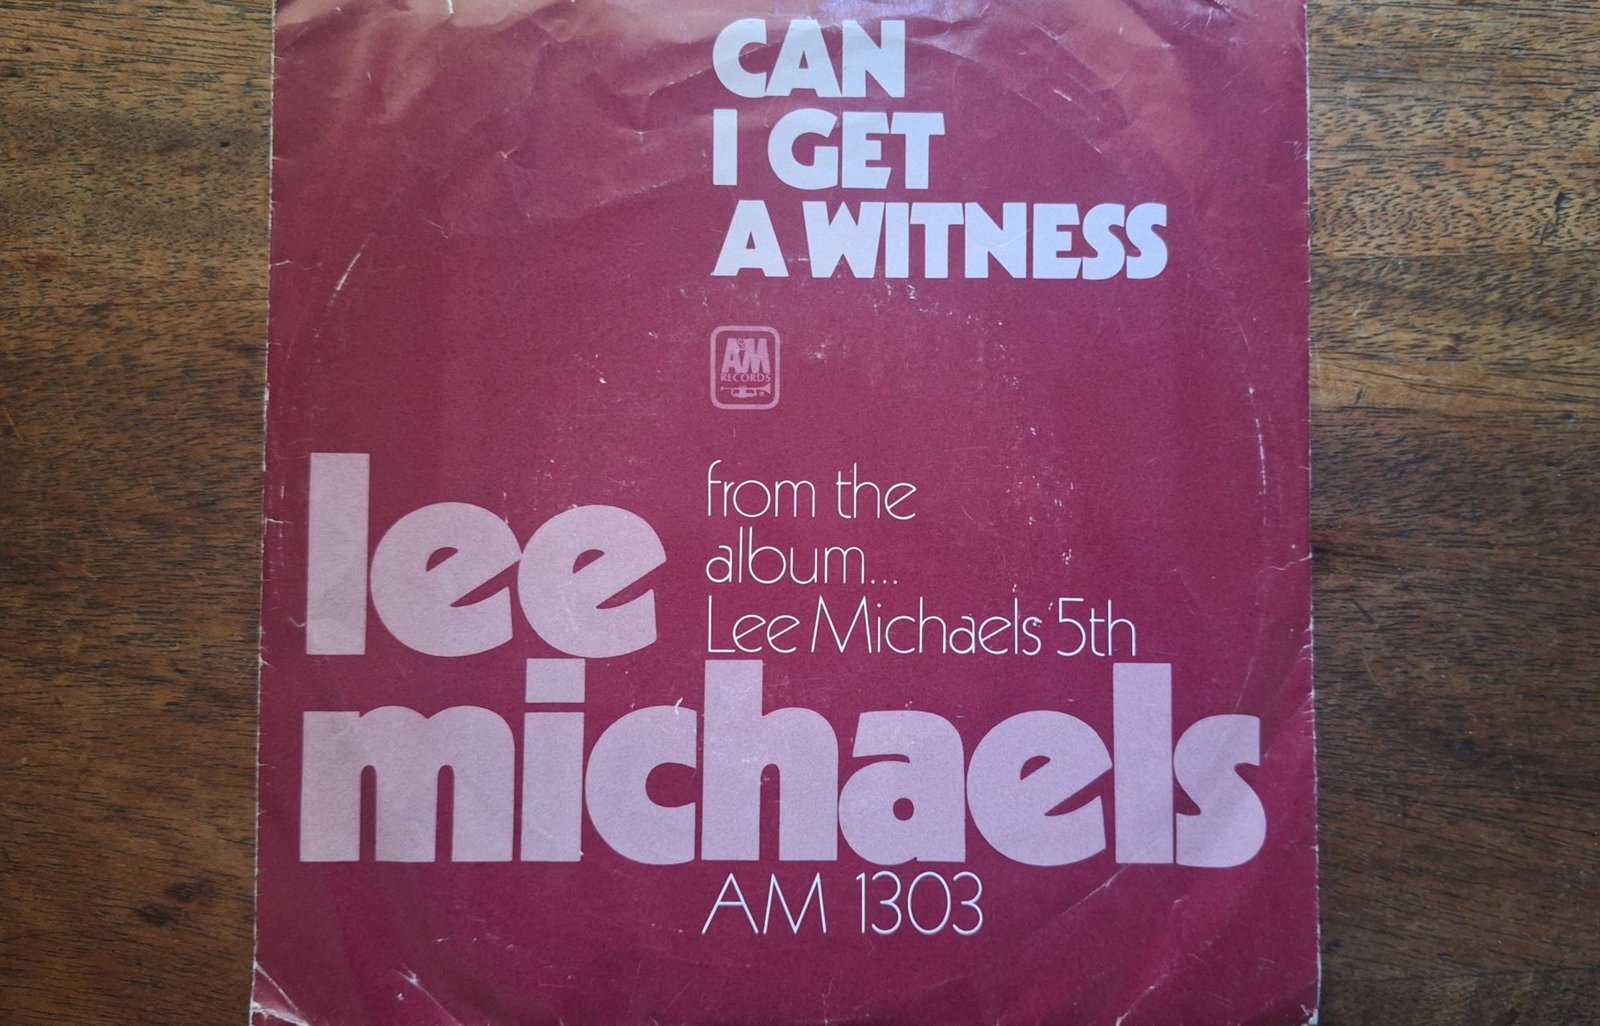 CAN
I GET
A WITNESS
A&M
RECORDS
from the
album...
Lee Michaels 5th
lee
michaels
AM 1303